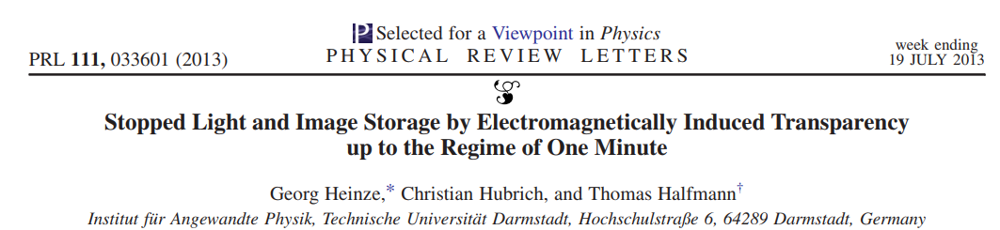 Selected for a Viewpoint in Physics
PRL 111, 033601 (2013)
PHYSICAL REVIEW LETTERS
week ending
19 JULY 2013
Stopped Light and Image Storage by Electromagnetically Induced Transparency
up to the Regime of One Minute
Georg Heinze,* Christian Hubrich, and Thomas Halfmann†
Institut für Angewandte Physik, Technische Universität Darmstadt, Hochschulstraße 6, 64289 Darmstadt, Germany